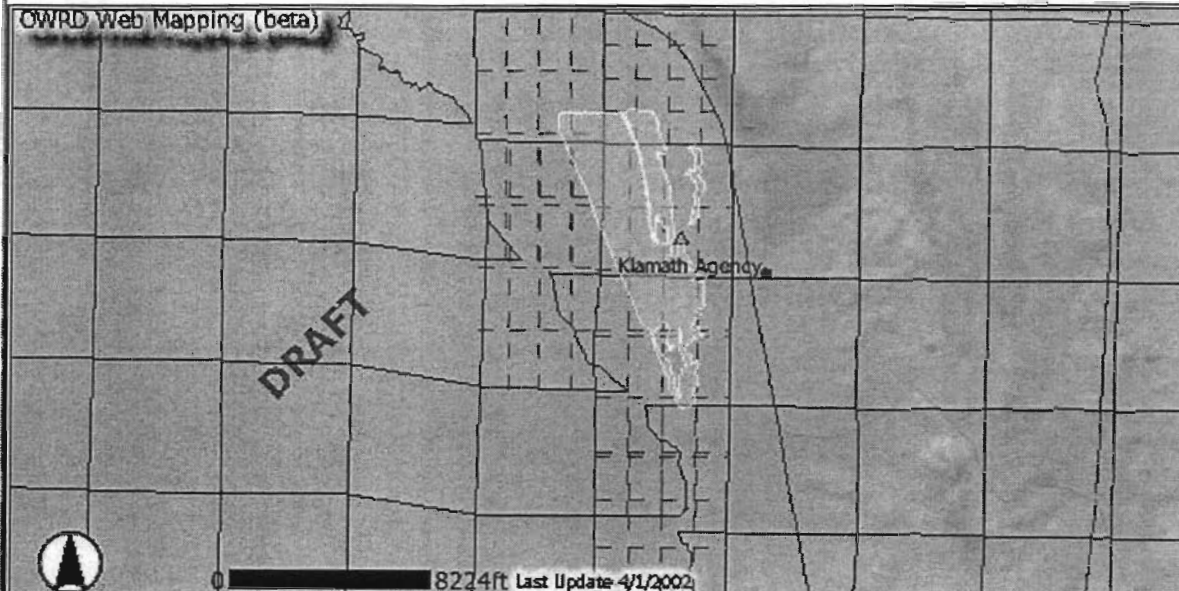 OWRD Web Mapping (beta)
Klamath Agency
DRAFT
0 8224ft Last Update 4/1/2002